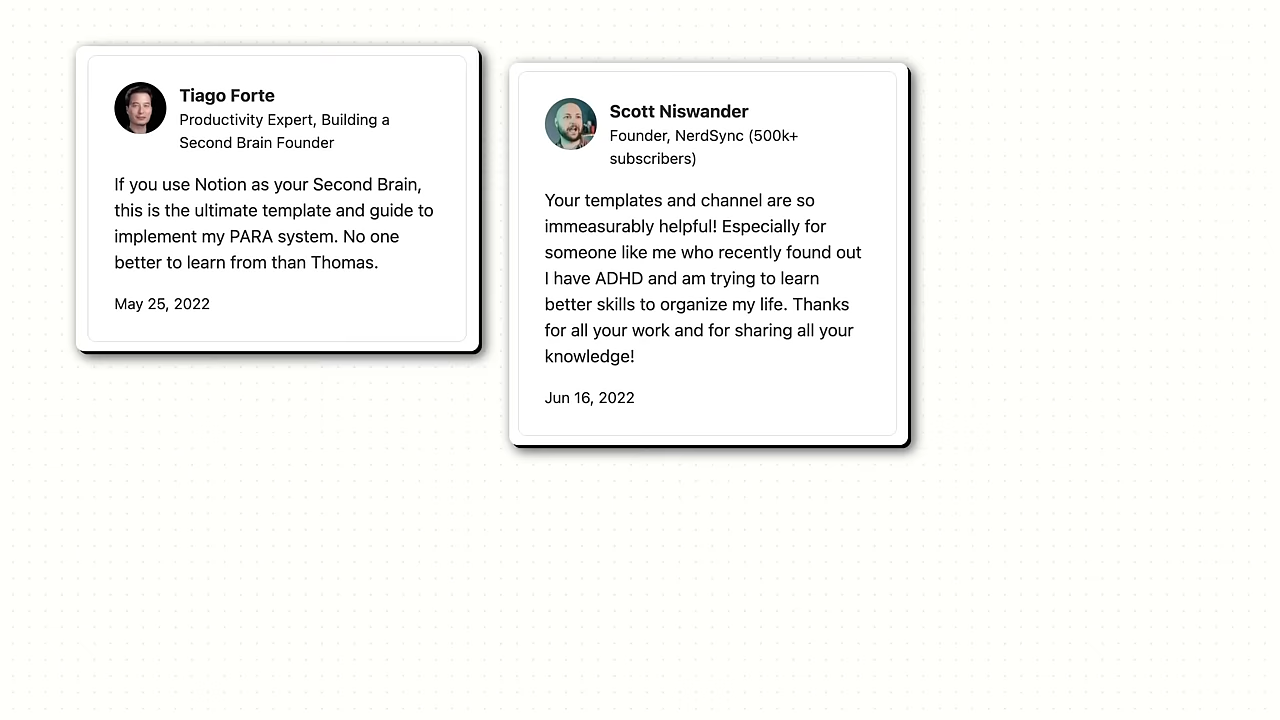 Tiago Forte
Productivity Expert, Building a
Second Brain Founder
If you use Notion as your Second Brain,
this is the ultimate template and guide to
implement my PARA system. No one
better to learn from than Thomas.
May 25, 2022
Scott Niswander
Founder, NerdSync (500k+
subscribers)
Your templates and channel are so
immeasurably helpful! Especially for
someone like me who recently found out
I have ADHD and am trying to learn
better skills to organize my life. Thanks
for all your work and for sharing all your
knowledge!
Jun 16, 2022